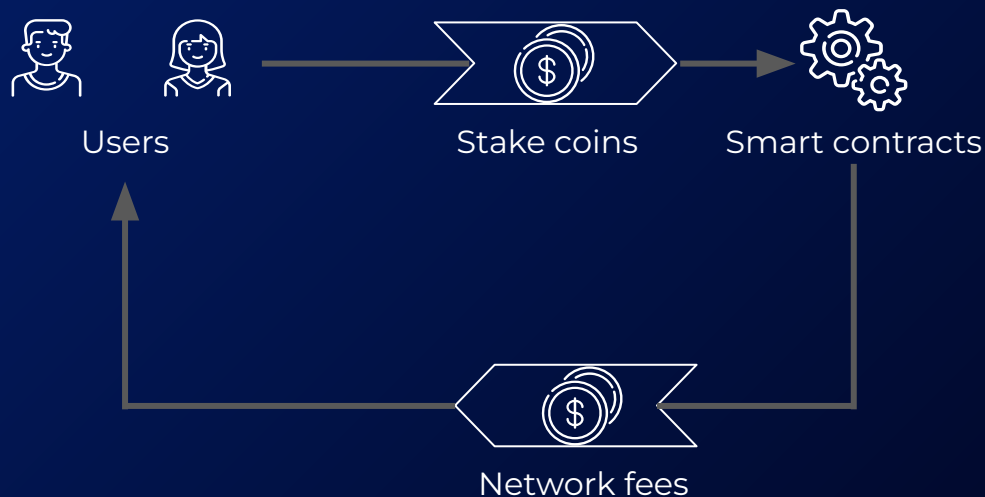 Users
Stake coins
Smart contracts
Network fees
$
$